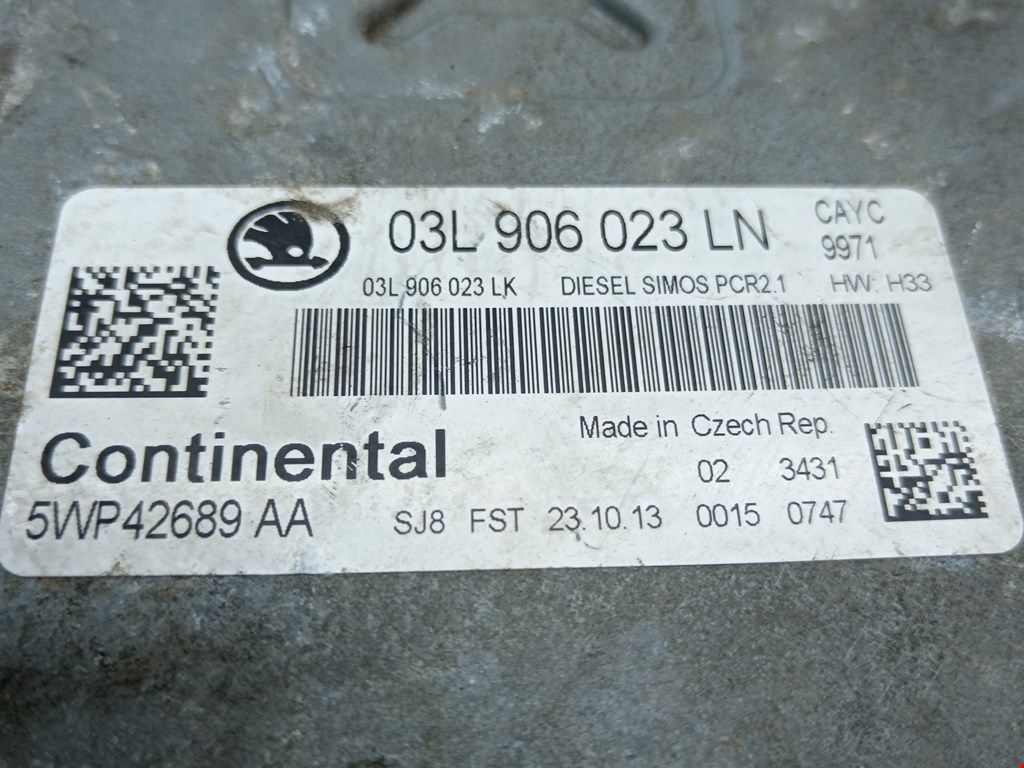 03L 906 023 LN CAYC
9971
03L 906 023 LK DIESEL SIMOS PCR2.1 HW: H33
Made in Czech Rep.
Continental 02 3431
5WP42689 AA SJ8 FST 23.10.13 0015 0747